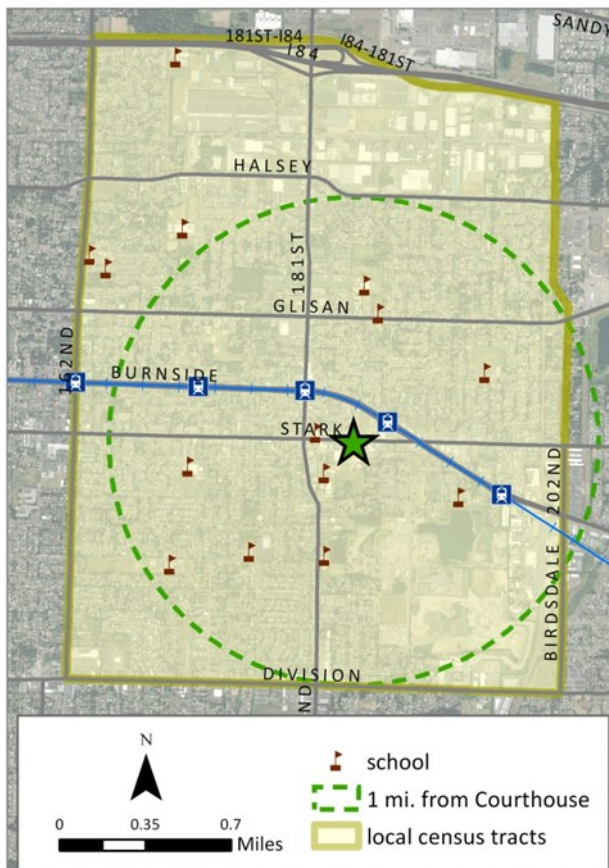 SANDY
181ST-I84
I84
I84-181ST
HALSEY
181ST
GLISAN
162ND
BURNSIDE
STARK
202ND
BIRDSDALE
DIVISION
ND
N
0 0.35 0.7
Miles
school
1 mi. from Courthouse
local census tracts